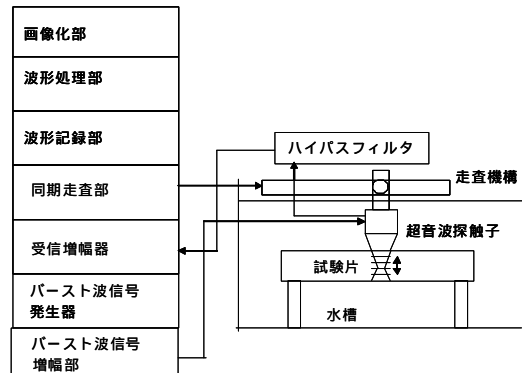 画像化部
波形処理部
波形記録部
同期走査部
受信増幅器
バースト波信号
発生器
バースト波信号
増幅部
ハイパスフィルタ
走査機構
超音波探触子
試験片
水槽